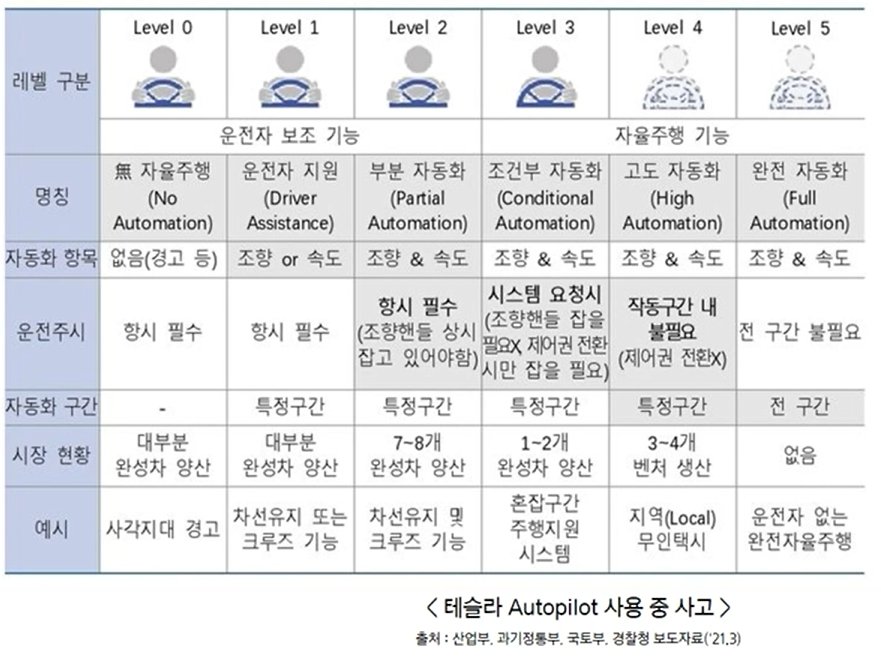 레벨 구분
Level 0
Level 1
Level 2
Level 3
Level 4
Level 5
운전자 보조 기능
자율주행 기능
명칭
無 자율주행
(No
Automation)
운전자 지원
(Driver
Assistance)
부분 자동화
(Partial
Automation)
조건부 자동화
(Conditional
Automation)
고도 자동화
(High
Automation)
완전 자동화
(Full
Automation)
자동화 항목
없음(경고 등)
조향 or 속도
조향 & 속도
조향 & 속도
조향 & 속도
조향 & 속도
운전주시
항시 필수
항시 필수
항시 필수
(조향핸들 상시
잡고 있어야함)
시스템 요청시
(조향핸들 잡을
필요X, 제어권 전환
시만 잡을 필요)
작동구간 내
불필요
(제어권 전환X)
전 구간 불필요
자동화 구간
-
특정구간
특정구간
특정구간
특정구간
전 구간
시장 현황
대부분
완성차 양산
대부분
완성차 양산
7~8개
완성차 양산
1~2개
완성차 양산
3~4개
벤처 생산
없음
예시
사각지대 경고
차선유지 또는
크루즈 기능
차선유지 및
크루즈 기능
혼잡구간
주행지원
시스템
지역(Local)
무인택시
운전자 없는
완전자율주행
< 테슬라 Autopilot 사용 중 사고 >
출처 : 산업부, 과기정통부, 국토부, 경찰청 보도자료('21.3)